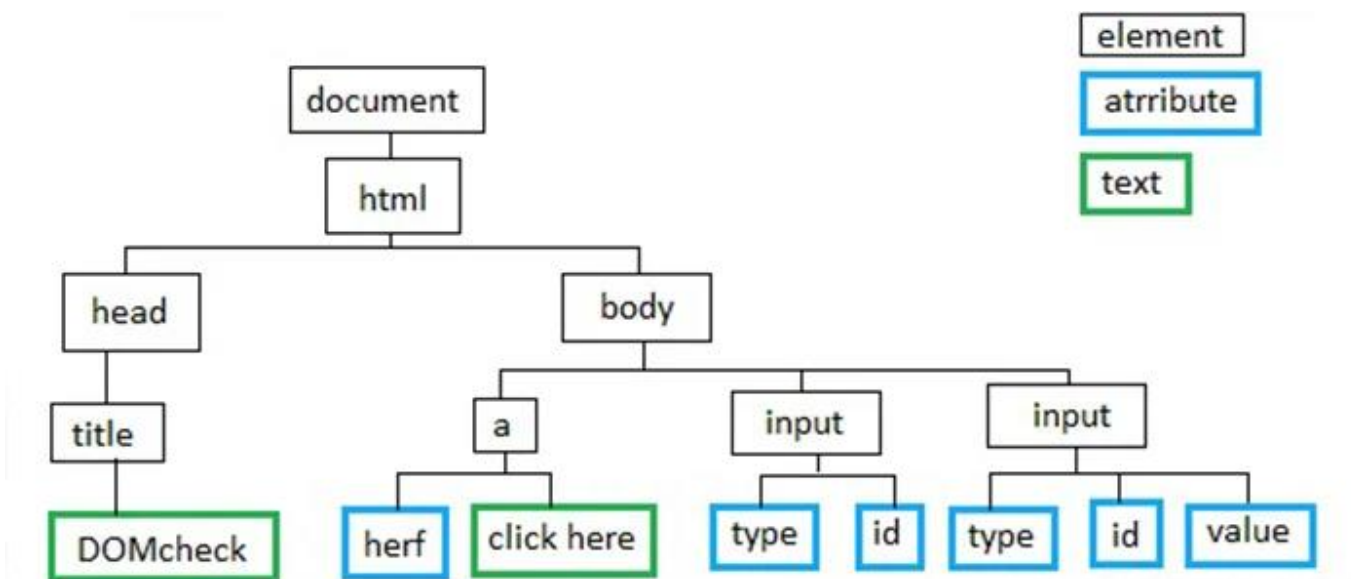 element
document
atrribute
text
html
head
body
title
a
input
input
DOMcheck
herf
click here
type
id
type
id
value